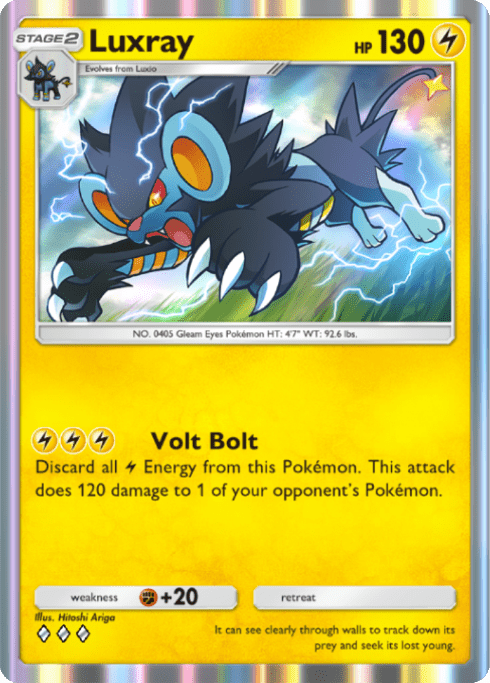 STAGE 2 Luxray HP 130
Evolves from Luxio
NO. 0405 Gleam Eyes Pokémon HT: 4'7" WT: 92.6 lbs.
Volt Bolt
Discard all Energy from this Pokémon. This attack
does 120 damage to 1 of your opponent's Pokémon.
weakness +20 retreat
Illus. Hitoshi Ariga
It can see clearly through walls to track down its
prey and seek its lost young.